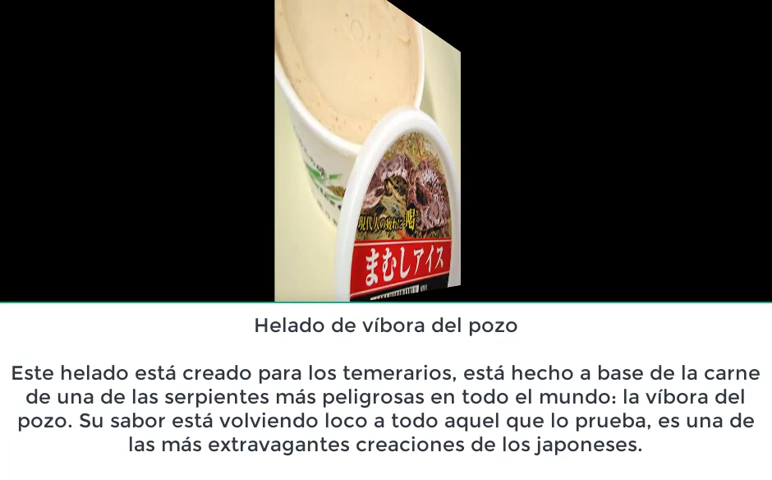 現代人の疲れに喝
まむしアイス
Helado de víbora del pozo
Este helado está creado para los temerarios, está hecho a base de la carne
de una de las serpientes más peligrosas en todo el mundo: la víbora del
pozo. Su sabor está volviendo loco a todo aquel que lo prueba, es una de
las más extravagantes creaciones de los japoneses.